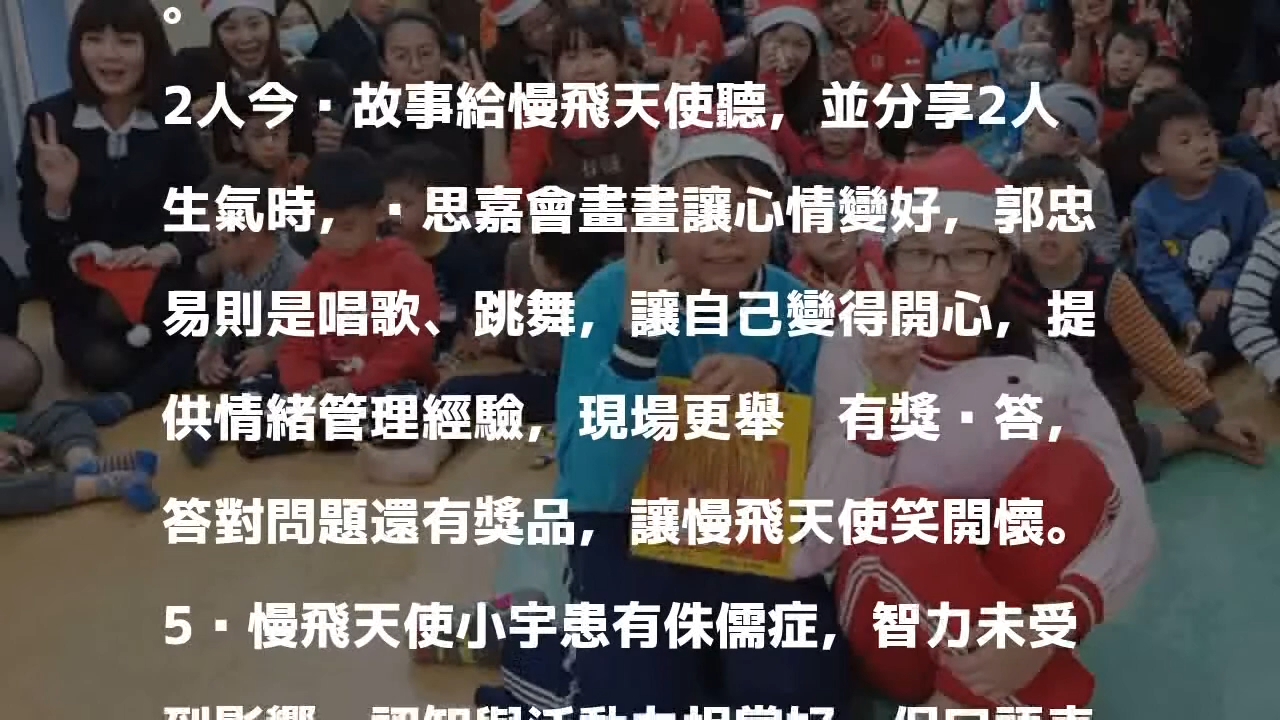 。
2人今·故事給慢飛天使聽，並分享2人
生氣時，·思嘉會畫畫讓心情變好，郭忠
易則是唱歌、跳舞，讓自己變得開心，提
供情緒管理經驗，現場更舉　有獎·答，
答對問題還有獎品，讓慢飛天使笑開懷。
5·慢飛天使小宇患有侏儒症，智力未受